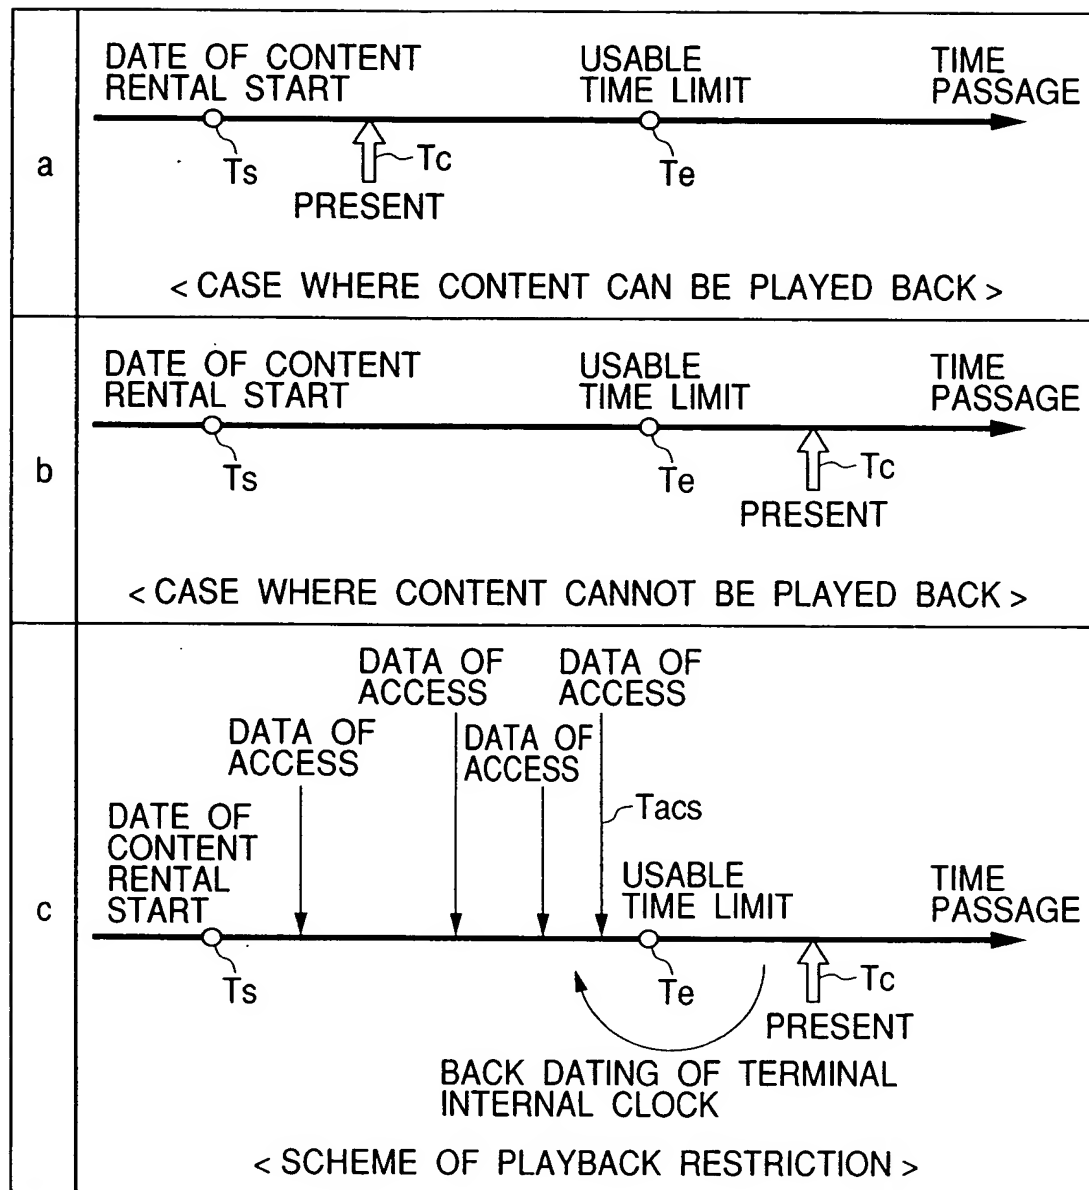 a
DATE OF CONTENT
RENTAL START
USABLE
TIME LIMIT
TIME
PASSAGE
Ts
Tc
Te
PRESENT
< CASE WHERE CONTENT CAN BE PLAYED BACK >
b
DATE OF CONTENT
RENTAL START
USABLE
TIME LIMIT
TIME
PASSAGE
Ts
Te
Tc
PRESENT
< CASE WHERE CONTENT CANNOT BE PLAYED BACK >
c
DATA OF
ACCESS
DATA OF
ACCESS
DATA OF
ACCESS
DATA OF
ACCESS
Tacs
DATE OF
CONTENT
RENTAL
START
USABLE
TIME LIMIT
TIME
PASSAGE
Ts
Te
Tc
PRESENT
BACK DATING OF TERMINAL
INTERNAL CLOCK
< SCHEME OF PLAYBACK RESTRICTION >